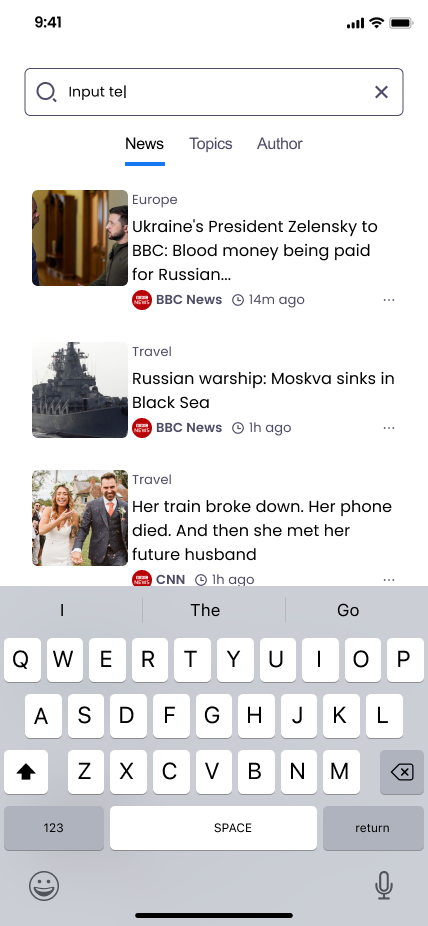 9:41
Input te
News Topics Author
Europe
Ukraine's President Zelensky to
BBC: Blood money being paid
for Russian...
BBC NEWS BBC News 14m ago ...
Travel
Russian warship: Moskva sinks in
Black Sea
BBC NEWS BBC News 1h ago ...
Travel
Her train broke down. Her phone
died. And then she met her
future husband
BBC NEWS CNN 1h ago ...
I The Go
Q W E R T Y U I O P
A S D F G H J K L
Z X C V B N M
123 SPACE return